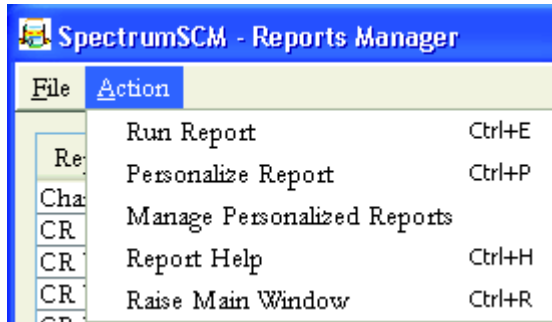 SpectrumSCM - Reports Manager
File Action
Run Report Ctrl+E
Personalize Report Ctrl+P
Manage Personalized Reports
Report Help Ctrl+H
Raise Main Window Ctrl+R
CR
CR
CR